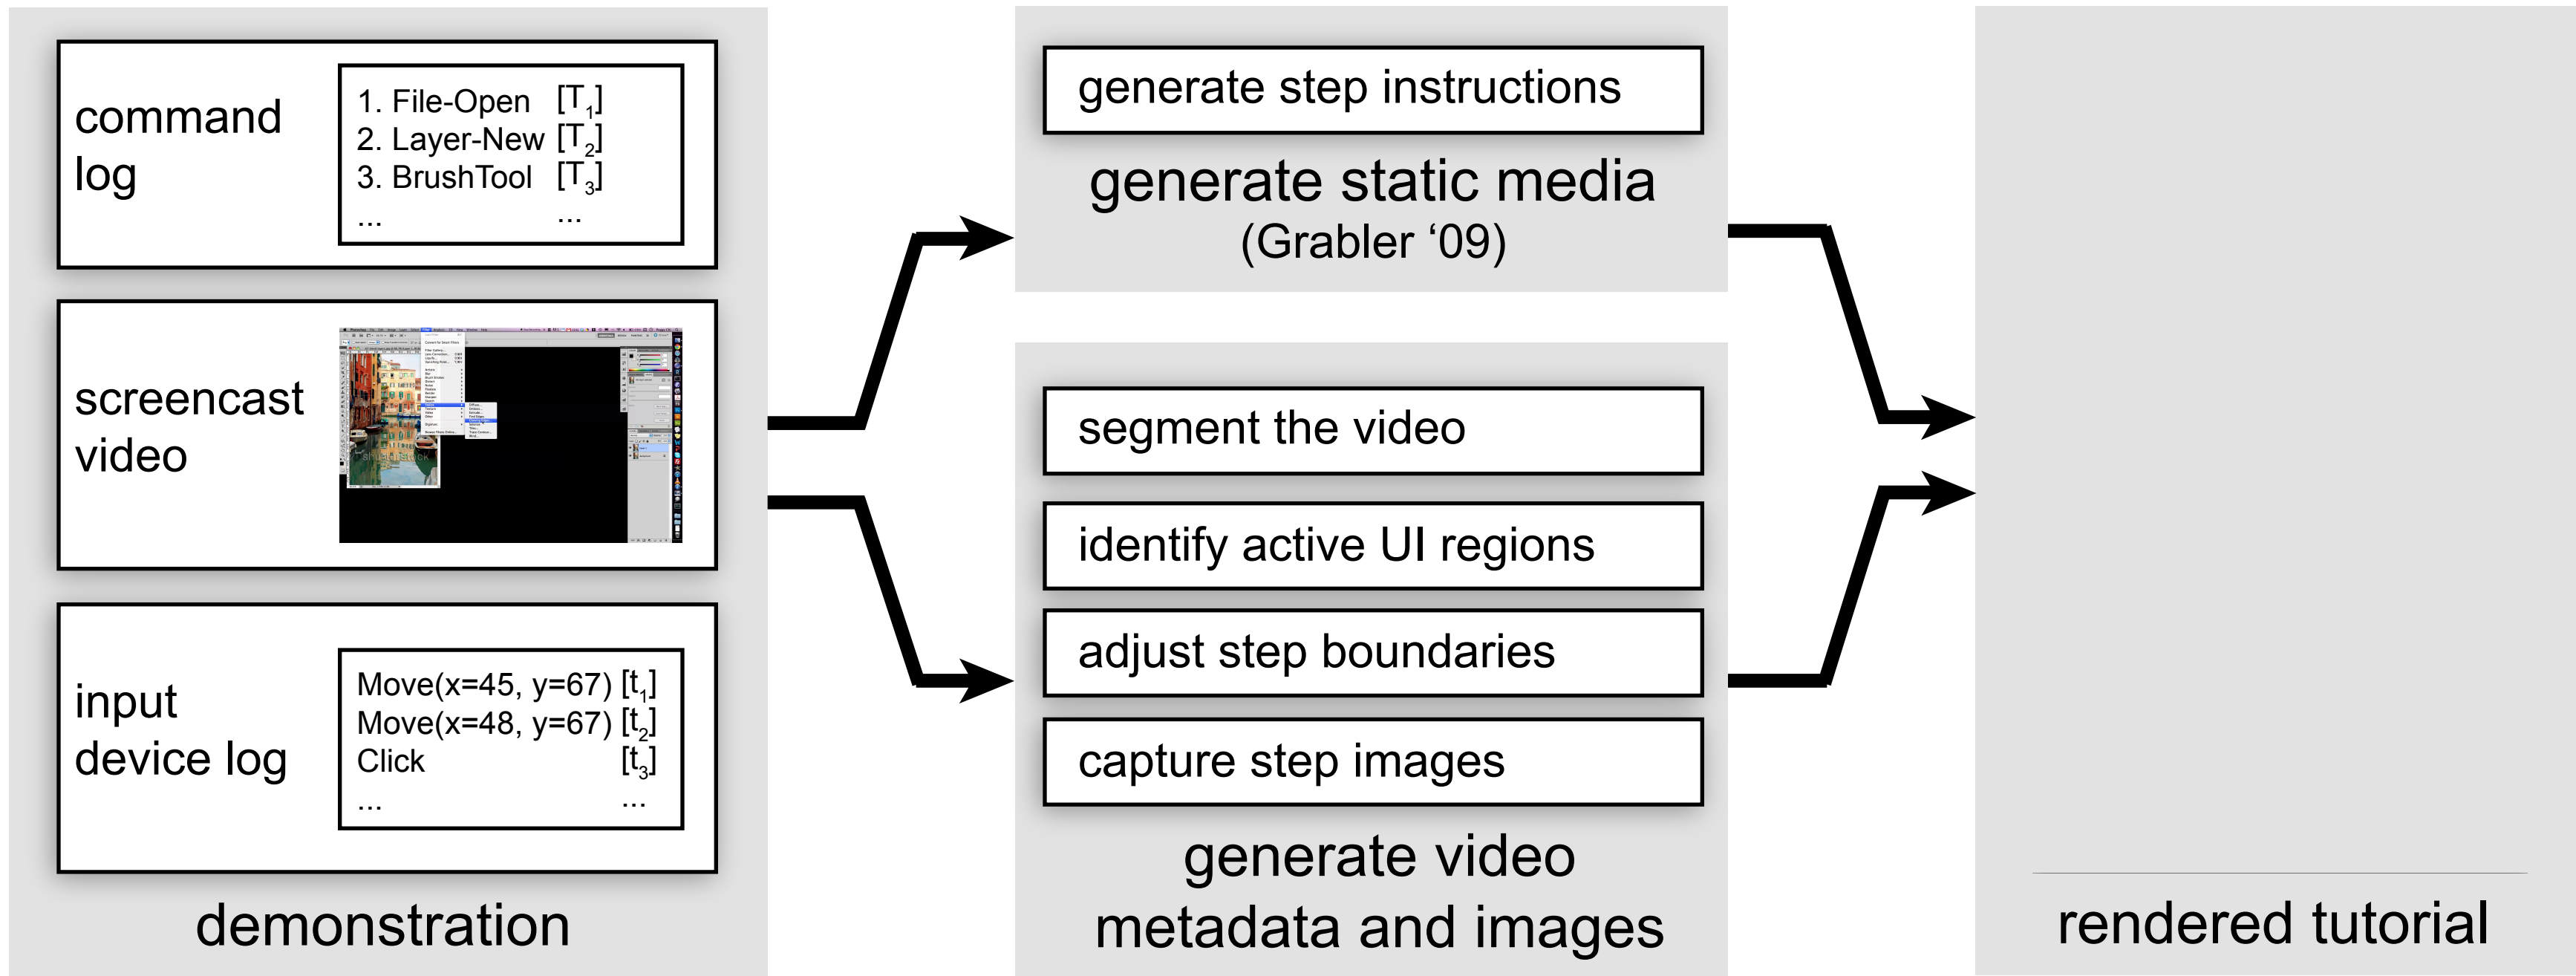 command
log
1. File-Open [T1]
2. Layer-New [T2]
3. BrushTool [T3]
... ...
screencast
video
input
device log
Move(x=45, y=67) [t1]
Move(x=48, y=67) [t2]
Click [t3]
... ...
demonstration
generate step instructions
generate static media
(Grabler ‘09)
segment the video
identify active UI regions
adjust step boundaries
capture step images
generate video
metadata and images
rendered tutorial